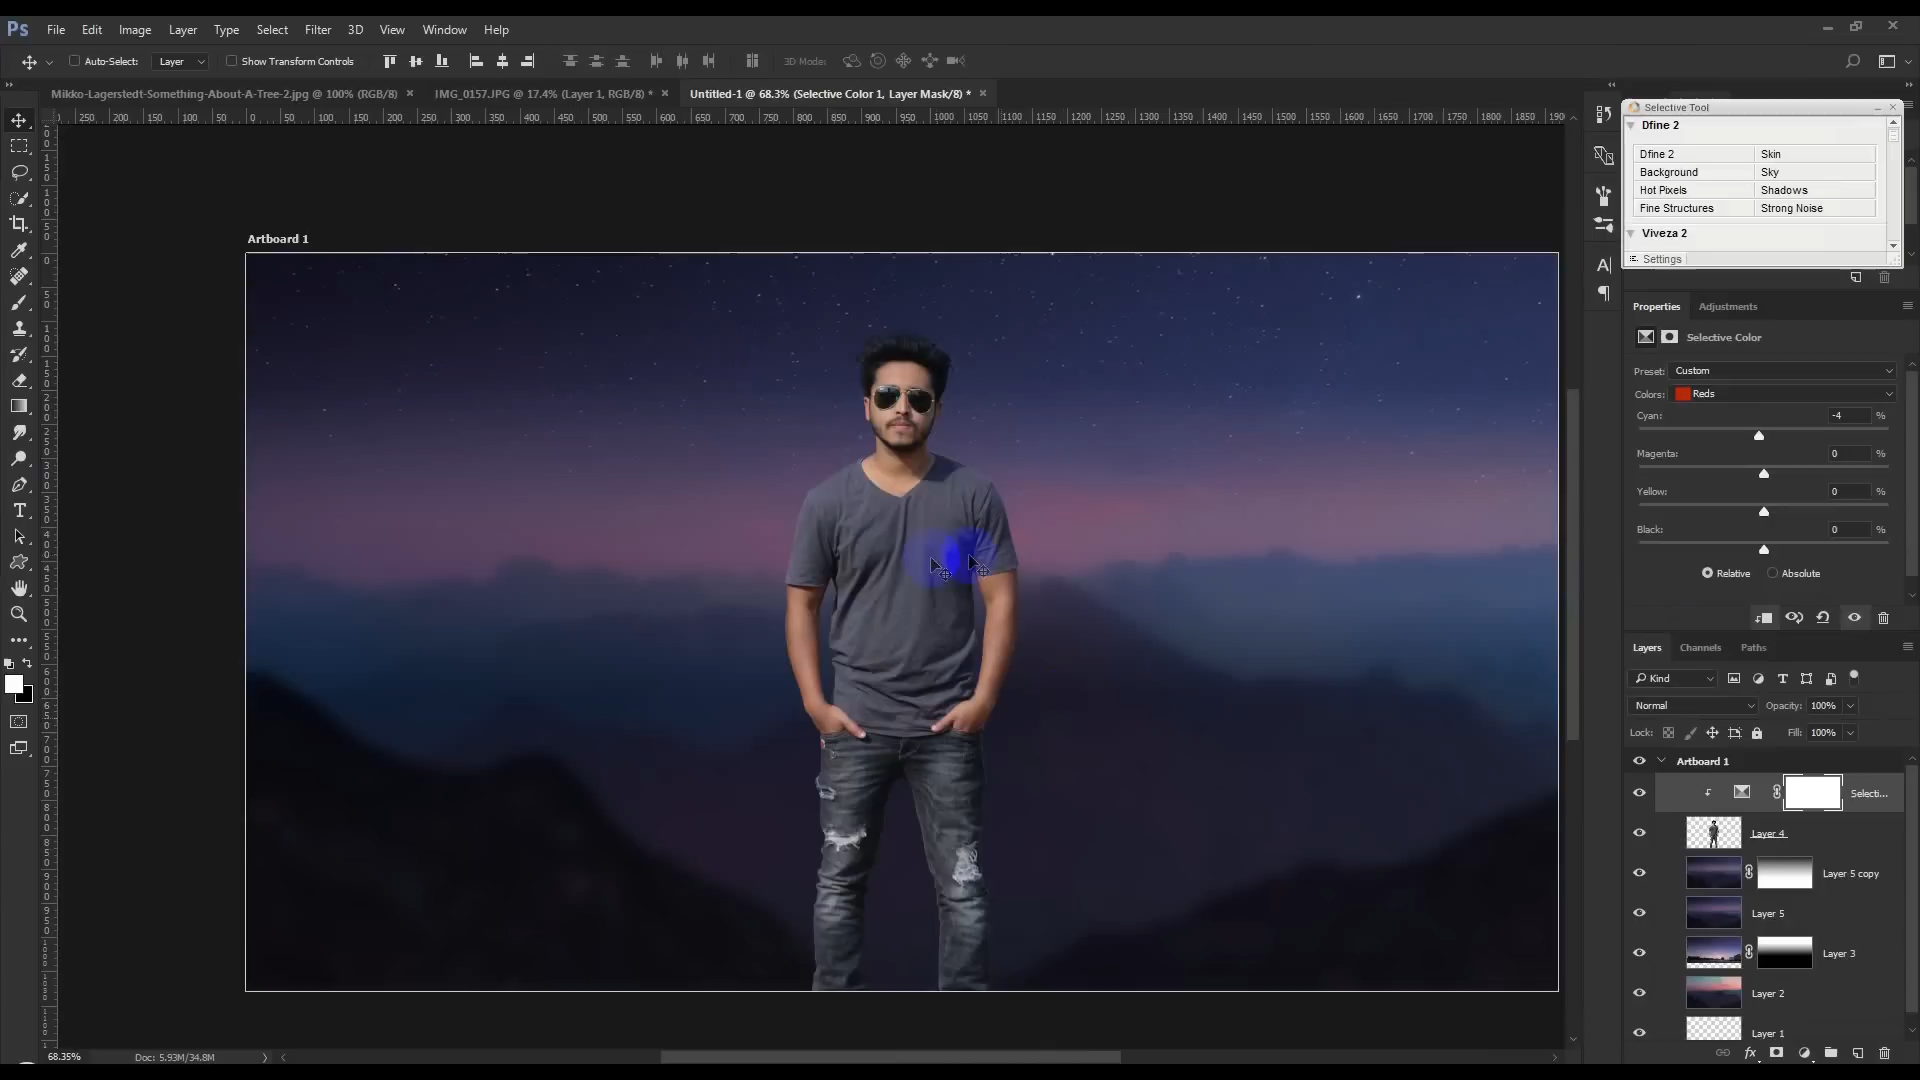 Ps File Edit Image Layer Type Select Filter 3D View Window Help
Auto-Select: Layer Show Transform Controls 3D Mode:
Mikko-Lagerstedt-Something-About-A-Tree-2.jpg @ 100% (RGB/8) × IMG_0157.JPG @ 17.4% (Layer 1, RGB/8) * × Untitled-1 @ 68.3% (Selective Color 1, Layer Mask/8) * ×
250 200 150 100 50 0 50 100 150 200 250 300 350 400 450 500 550 600 650 700 750 800 850 900 950 1000 1050 1100 1150 1200 1250 1300 1350 1400 1450 1500 1550 1600 1650 1700 1750 1800 1850 1900
Selective Tool
Dfine 2
Dfine 2 Skin
Background Sky
Hot Pixels Shadows
Fine Structures Strong Noise
Viveza 2
Settings
Artboard 1
Properties Adjustments
Selective Color
Preset: Custom
Colors: Reds
Cyan: -4 %
Magenta: 0 %
Yellow: 0 %
Black: 0 %
Relative Absolute
Layers Channels Paths
Kind
Normal Opacity: 100%
Lock: Fill: 100%
Artboard 1
Selecti...
Layer 4
Layer 5 copy
Layer 5
Layer 3
Layer 2
Layer 1
68.35% Doc: 5.93M/34.8M